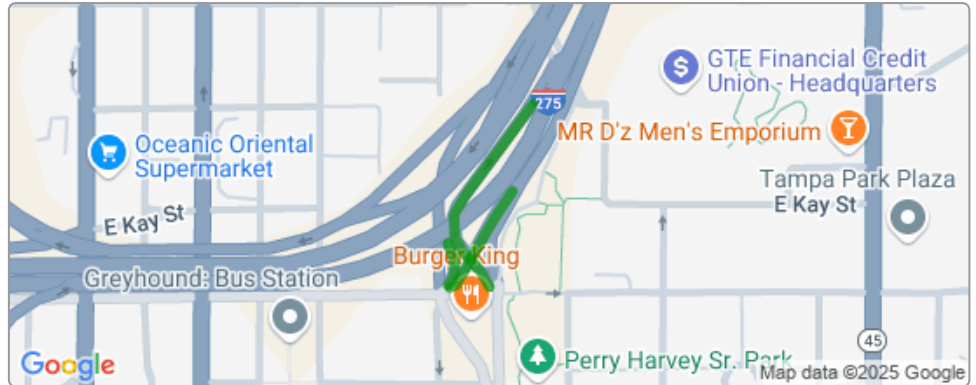 275
GTE Financial Credit
Union - Headquarters
MR D'z Men's Emporium
Oceanic Oriental
Supermarket
Tampa Park Plaza
E Kay St
E Kay St
Burger King
Greyhound: Bus Station
45
Perry Harvey Sr. Park
Google
Map data ©2025 Google